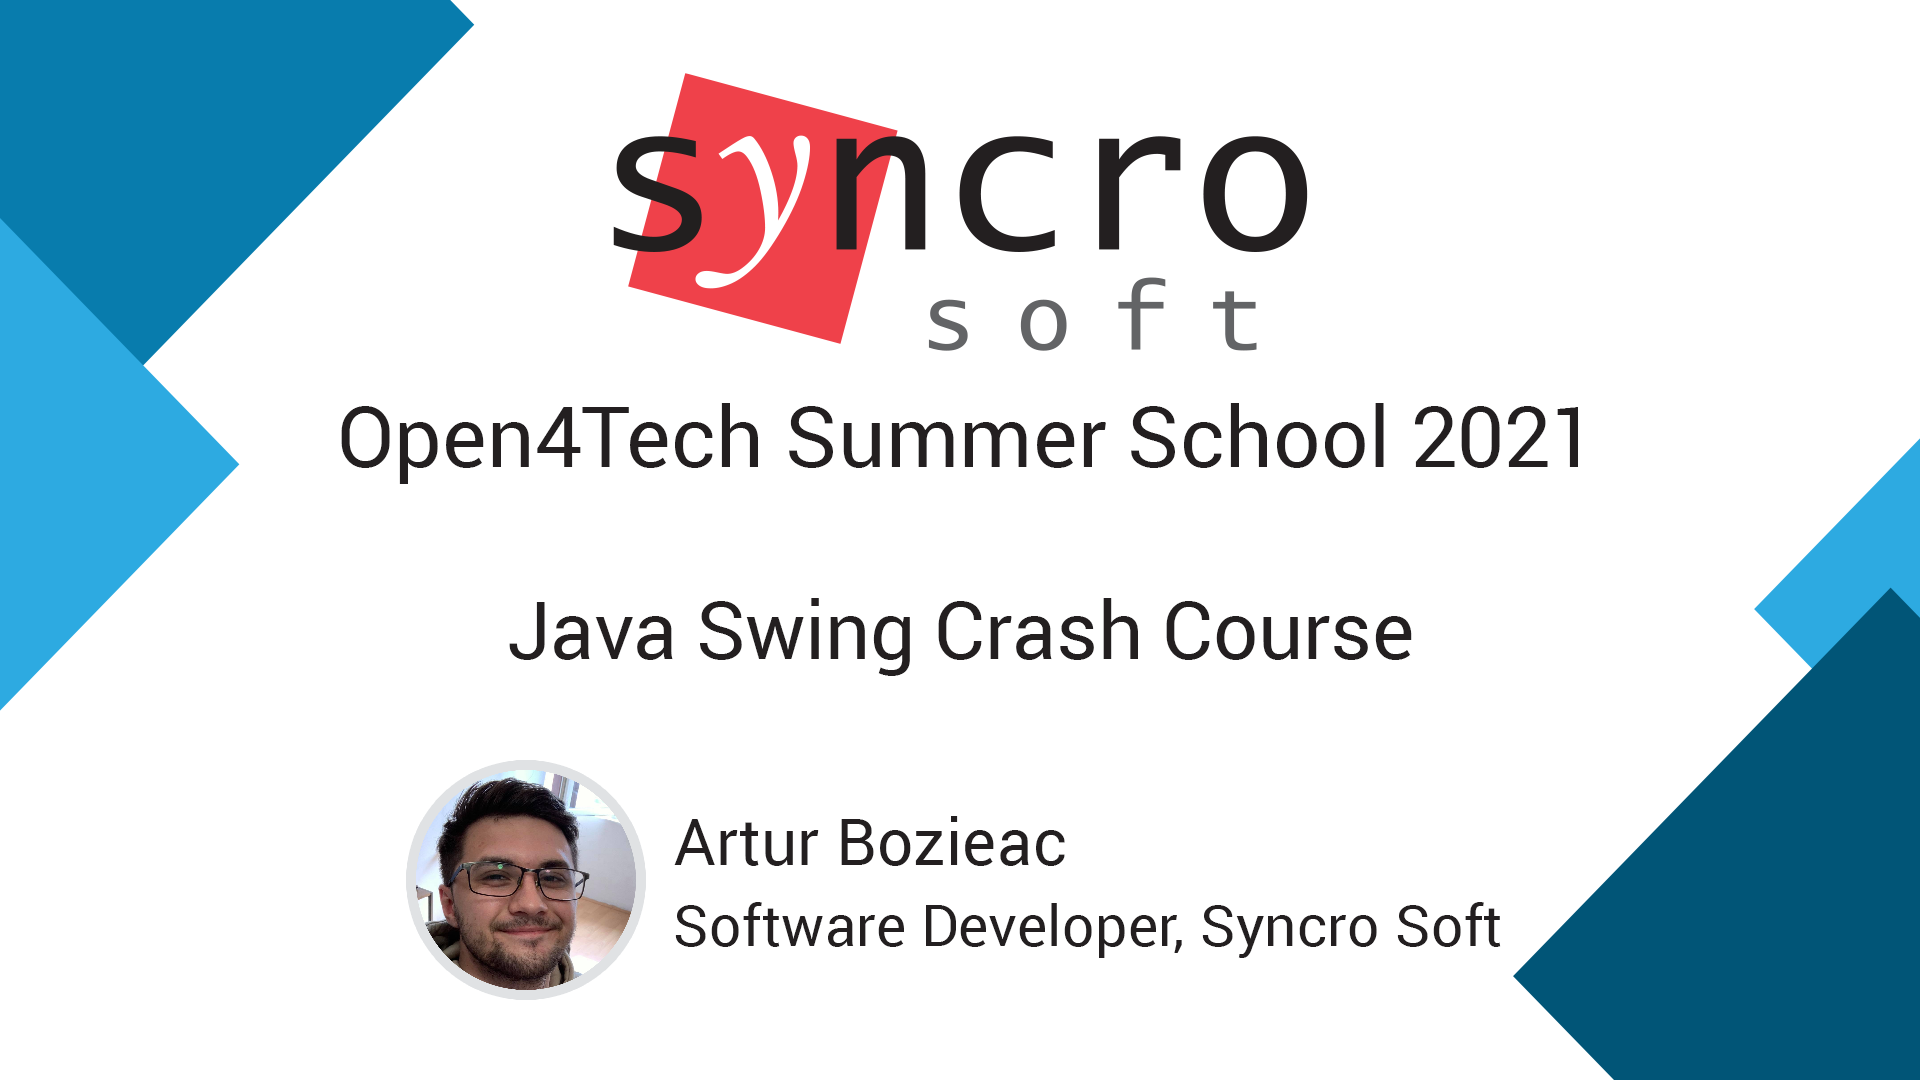 syncro
soft
Open4Tech Summer School 2021
Java Swing Crash Course
Artur Bozieac
Software Developer, Syncro Soft